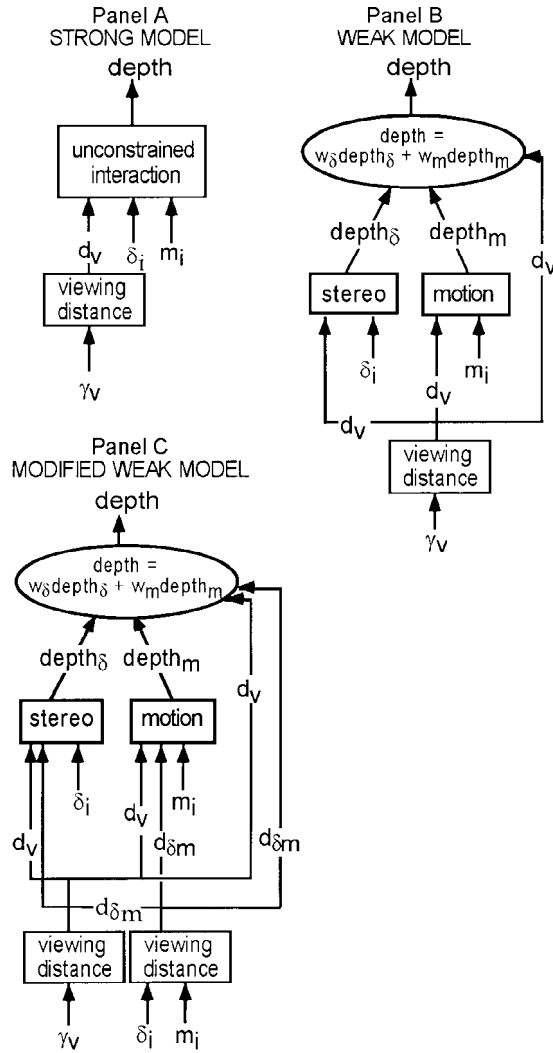 Panel A
STRONG MODEL
depth
unconstrained
interaction
dv δi mi
viewing
distance
γv
Panel B
WEAK MODEL
depth
depth =
wδdepthδ + wmdepthm
depthδ depthm
dv
stereo motion
δi dv mi
dv
viewing
distance
γv
Panel C
MODIFIED WEAK MODEL
depth
depth =
wδdepthδ + wmdepthm
depthδ depthm
dv
stereo motion
δi mi
dv dv dδm dδm
dδm
viewing viewing
distance distance
γv δi mi